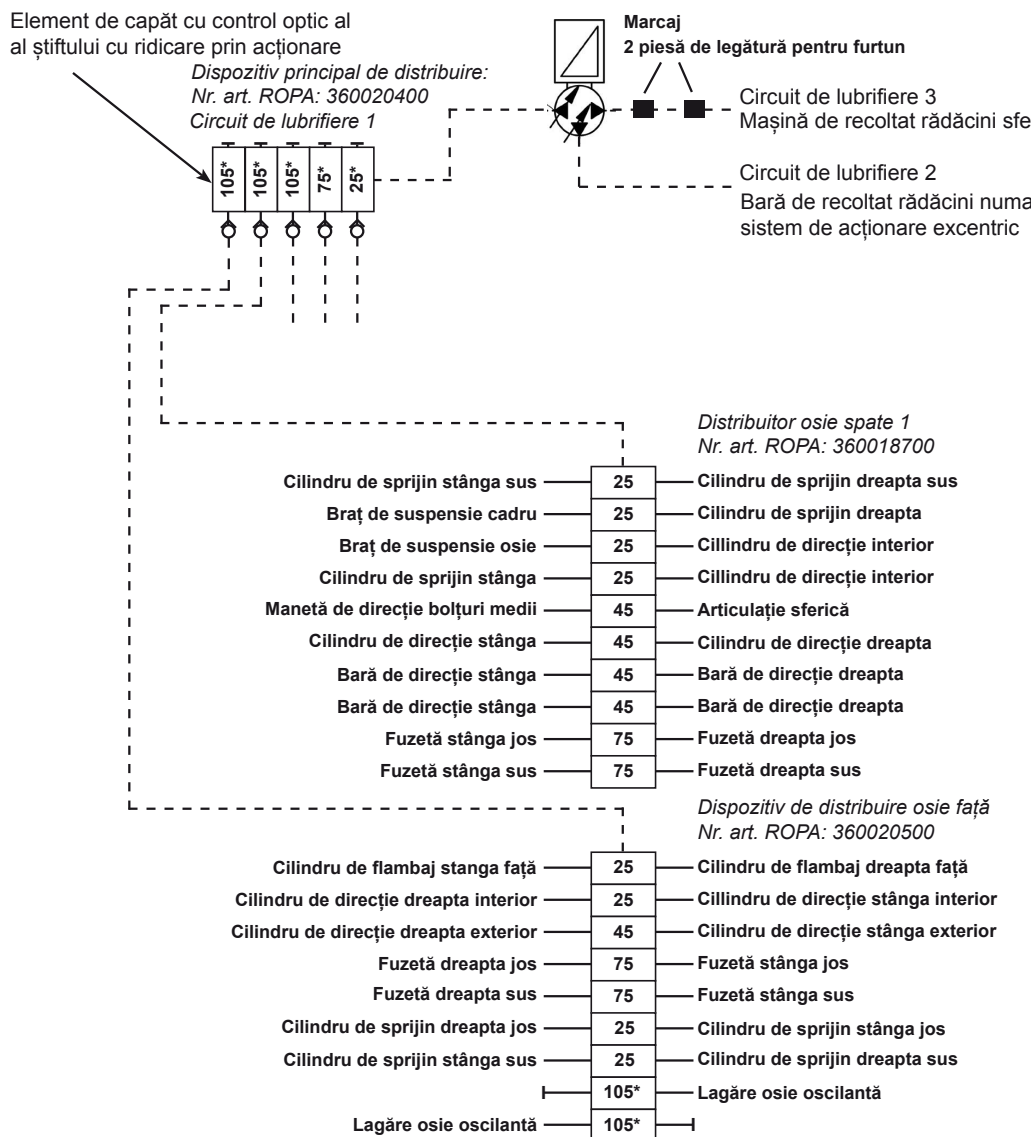 Element de capăt cu control optic al
al știftului cu ridicare prin acționare
Dispozitiv principal de distribuire:
Nr. art. ROPA: 360020400
Circuit de lubrifiere 1
105*
105*
105*
75*
25*
Marcaj
2 piesă de legătură pentru furtun
Circuit de lubrifiere 3
Mașină de recoltat rădăcini sfe
Circuit de lubrifiere 2
Bară de recoltat rădăcini numa
sistem de acționare excentric
Distribuitor osie spate 1
Nr. art. ROPA: 360018700
Cilindru de sprijin stânga sus 25 Cilindru de sprijin dreapta sus
Braț de suspensie cadru 25 Cilindru de sprijin dreapta
Braț de suspensie osie 25 Cillindru de direcție interior
Cilindru de sprijin stânga 25 Cillindru de direcție interior
Manetă de direcție bolțuri medii 45 Articulație sferică
Cilindru de direcție stânga 45 Cilindru de direcție dreapta
Bară de direcție stânga 45 Bară de direcție dreapta
Bară de direcție stânga 45 Bară de direcție dreapta
Fuzetă stânga jos 75 Fuzetă dreapta jos
Fuzetă stânga sus 75 Fuzetă dreapta sus
Dispozitiv de distribuire osie față
Nr. art. ROPA: 360020500
Cilindru de flambaj stanga față 25 Cilindru de flambaj dreapta față
Cilindru de direcție dreapta interior 25 Cillindru de direcție stânga interior
Cilindru de direcție dreapta exterior 45 Cilindru de direcție stânga exterior
Fuzetă dreapta jos 75 Fuzetă stânga jos
Fuzetă dreapta sus 75 Fuzetă stânga sus
Cilindru de sprijin dreapta jos 25 Cilindru de sprijin stânga jos
Cilindru de sprijin stânga sus 25 Cilindru de sprijin dreapta sus
105* Lagăre osie oscilantă
Lagăre osie oscilantă 105*